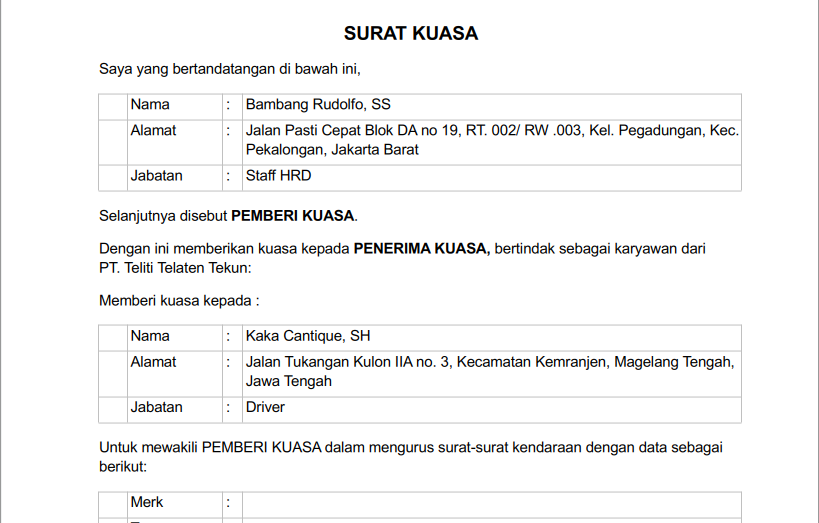 SURAT KUASA
Saya yang bertandatangan di bawah ini,
Nama : Bambang Rudolfo, SS
Alamat : Jalan Pasti Cepat Blok DA no 19, RT. 002/ RW .003, Kel. Pegadungan, Kec.
Pekalongan, Jakarta Barat
Jabatan : Staff HRD
Selanjutnya disebut PEMBERI KUASA.
Dengan ini memberikan kuasa kepada PENERIMA KUASA, bertindak sebagai karyawan dari
PT. Teliti Telaten Tekun:
Memberi kuasa kepada :
Nama : Kaka Cantique, SH
Alamat : Jalan Tukangan Kulon IIA no. 3, Kecamatan Kemranjen, Magelang Tengah,
Jawa Tengah
Jabatan : Driver
Untuk mewakili PEMBERI KUASA dalam mengurus surat-surat kendaraan dengan data sebagai
berikut:
Merk :